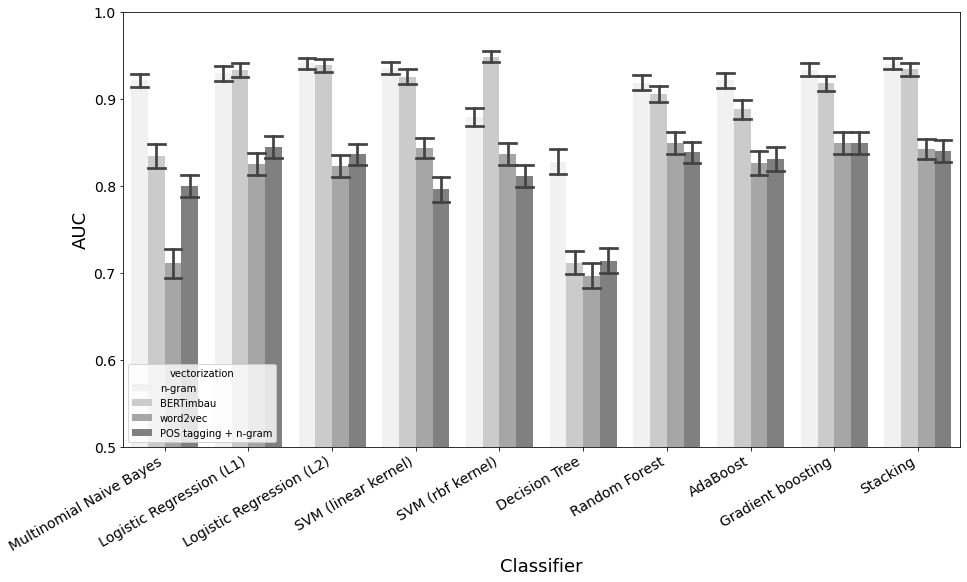 1.0
0.9
0.8
0.7
0.6
0.5
AUC
vectorization
n-gram
BERTimbau
word2vec
POS tagging + n-gram
Multinomial Naive Bayes
Logistic Regression (L1)
Logistic Regression (L2)
SVM (linear kernel)
SVM (rbf kernel)
Decision Tree
Random Forest
AdaBoost
Gradient boosting
Stacking
Classifier